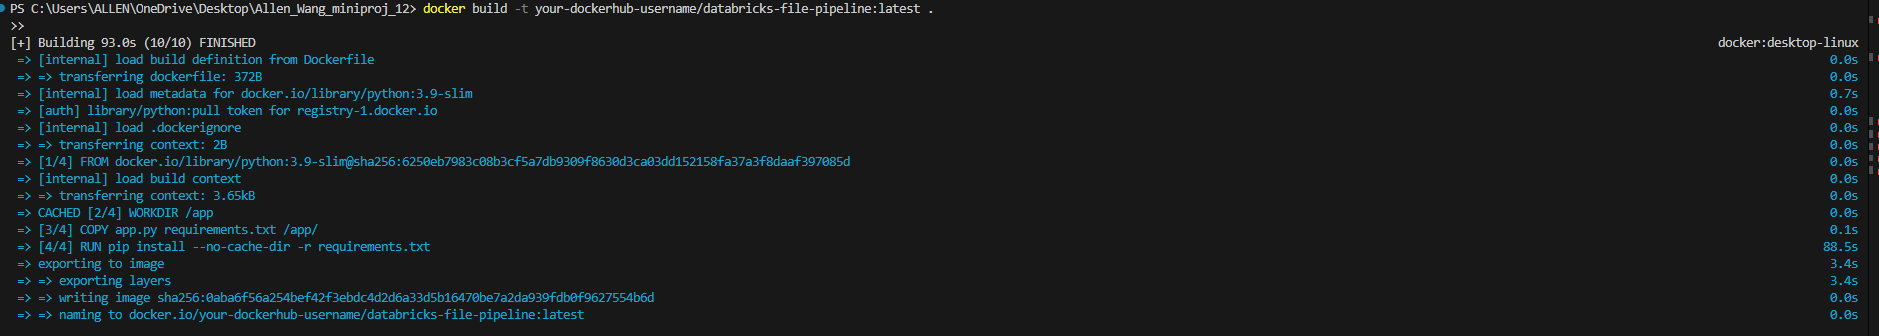 PS C:\Users\ALLEN\OneDrive\Desktop\Allen_Wang_miniproj_12> docker build -t your-dockerhub-username/databricks-file-pipeline:latest .
>>
[+] Building 93.0s (10/10) FINISHED docker:desktop-linux
=> [internal] load build definition from Dockerfile 0.0s
=> => transferring dockerfile: 372B 0.0s
=> [internal] load metadata for docker.io/library/python:3.9-slim 0.7s
=> [auth] library/python:pull token for registry-1.docker.io 0.0s
=> [internal] load .dockerignore 0.0s
=> => transferring context: 2B 0.0s
=> [1/4] FROM docker.io/library/python:3.9-slim@sha256:6250eb7983c08b3cf5a7db9309f8630d3ca03dd152158fa37a3f8daaf397085d 0.0s
=> [internal] load build context 0.0s
=> => transferring context: 3.65kB 0.0s
=> CACHED [2/4] WORKDIR /app 0.0s
=> [3/4] COPY app.py requirements.txt /app/ 0.1s
=> [4/4] RUN pip install --no-cache-dir -r requirements.txt 88.5s
=> exporting to image 3.4s
=> => exporting layers 3.4s
=> => writing image sha256:0aba6f56a254bef42f3ebdc4d2d6a33d5b16470be7a2da939fdb0f9627554b6d 0.0s
=> => naming to docker.io/your-dockerhub-username/databricks-file-pipeline:latest 0.0s